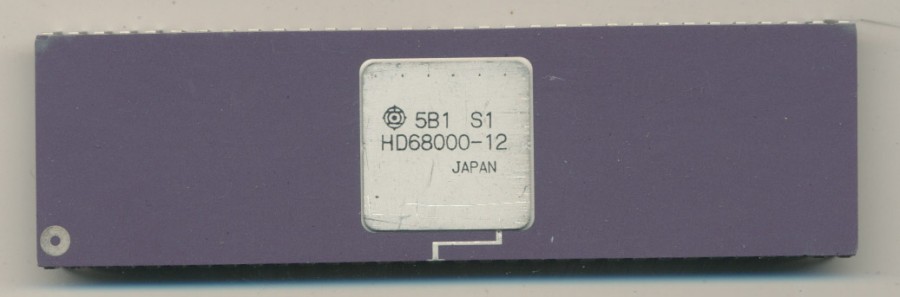 5B1 S1
HD68000-12
JAPAN